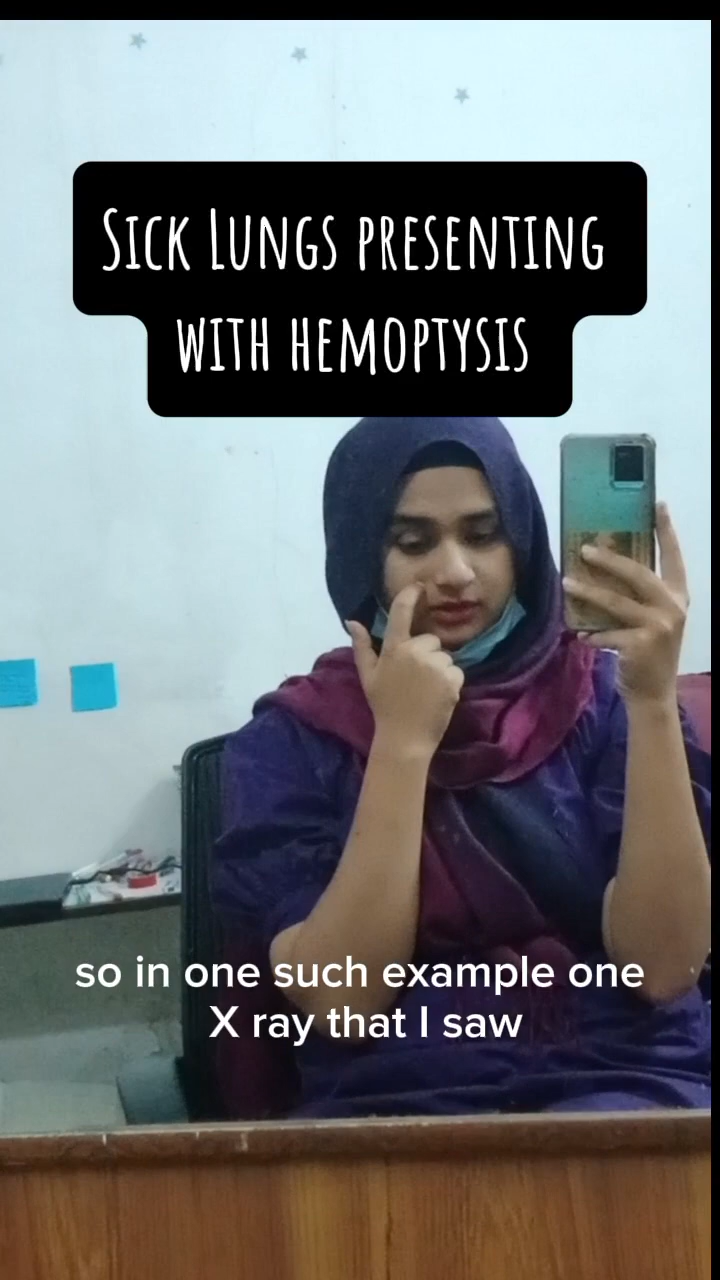 Sick Lungs presenting
with hemoptysis
so in one such example one
X ray that I saw